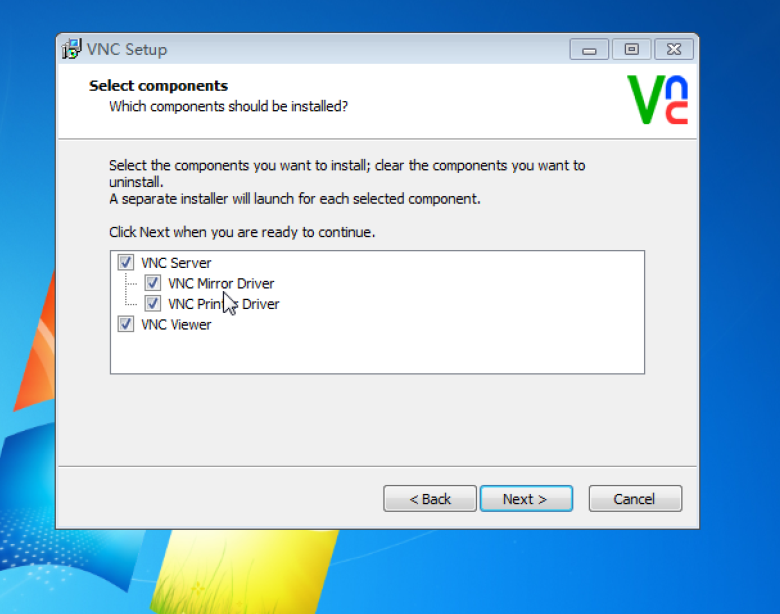 VNC Setup
Select components
Which components should be installed?
Vnc
Select the components you want to install; clear the components you want to
uninstall.
A separate installer will launch for each selected component.
Click Next when you are ready to continue.
VNC Server
VNC Mirror Driver
VNC Driver
VNC Viewer
< Back
Next >
Cancel